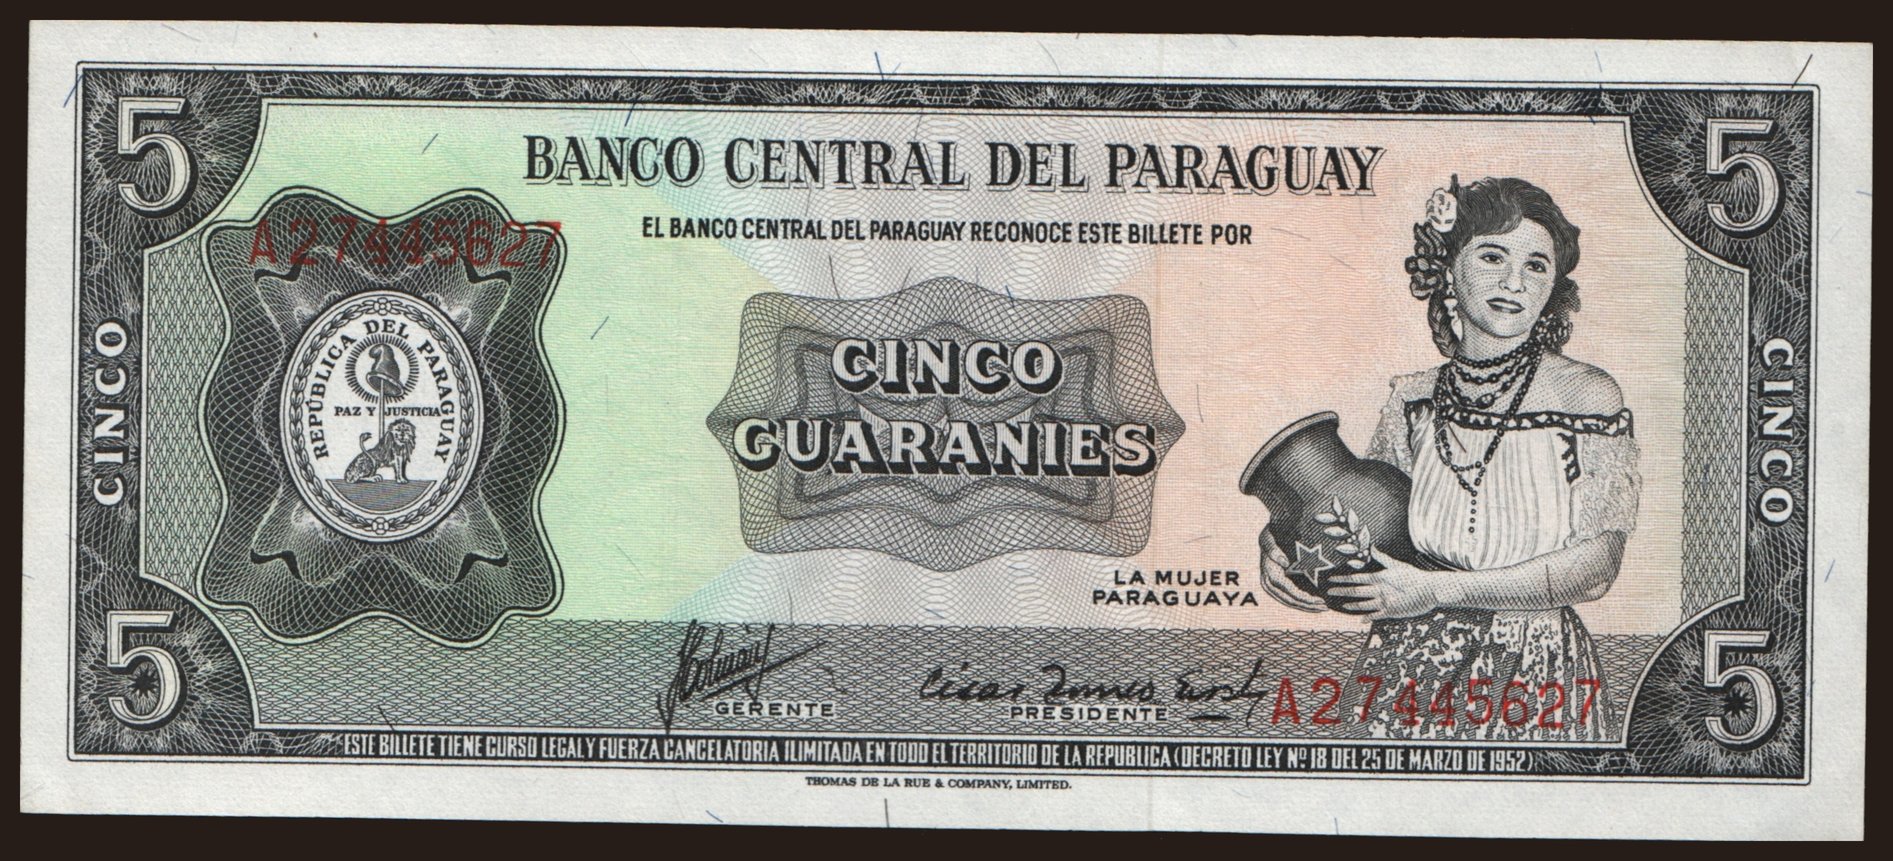 5
5
BANCO CENTRAL DEL PARAGUAY
A27445627
EL BANCO CENTRAL DEL PARAGUAY RECONOCE ESTE BILLETE POR
REPÚBLICA DEL PARAGUAY
PAZ Y JUSTICIA
CINCO
CINCO
CINCO
GUARANIES
LA MUJER
PARAGUAYA
5
5
GERENTE
PRESIDENTE
A27445627
ESTE BILLETE TIENE CURSO LEGAL Y FUERZA CANCELATORIA ILIMITADA EN TODO EL TERRITORIO DE LA REPUBLICA (DECRETO LEY Nº 18 DEL 25 DE MARZO DE 1952)
THOMAS DE LA RUE & COMPANY, LIMITED.